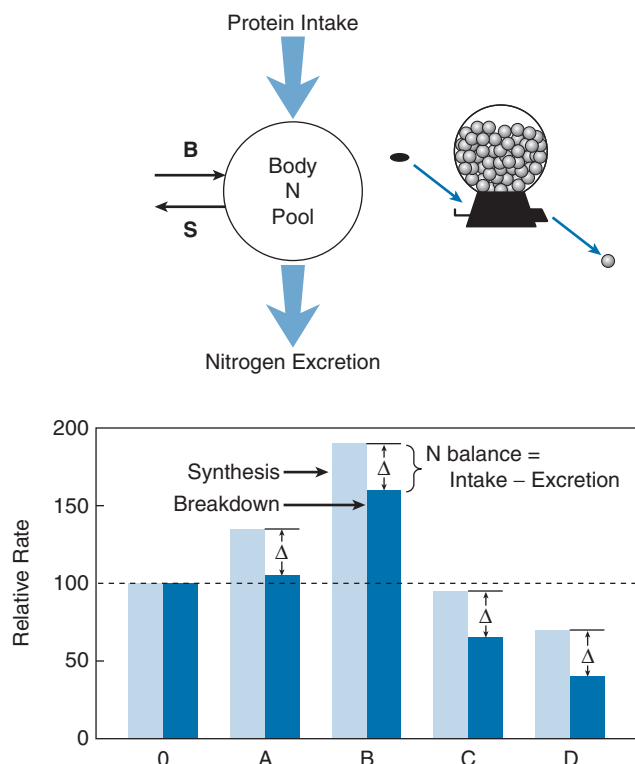 Protein Intake
B
S
Body
N
Pool
Nitrogen Excretion
200
150
100
50
0
Relative Rate
Synthesis
Breakdown
N balance =
Intake – Excretion
Δ
Δ
Δ
Δ
0 A B C D